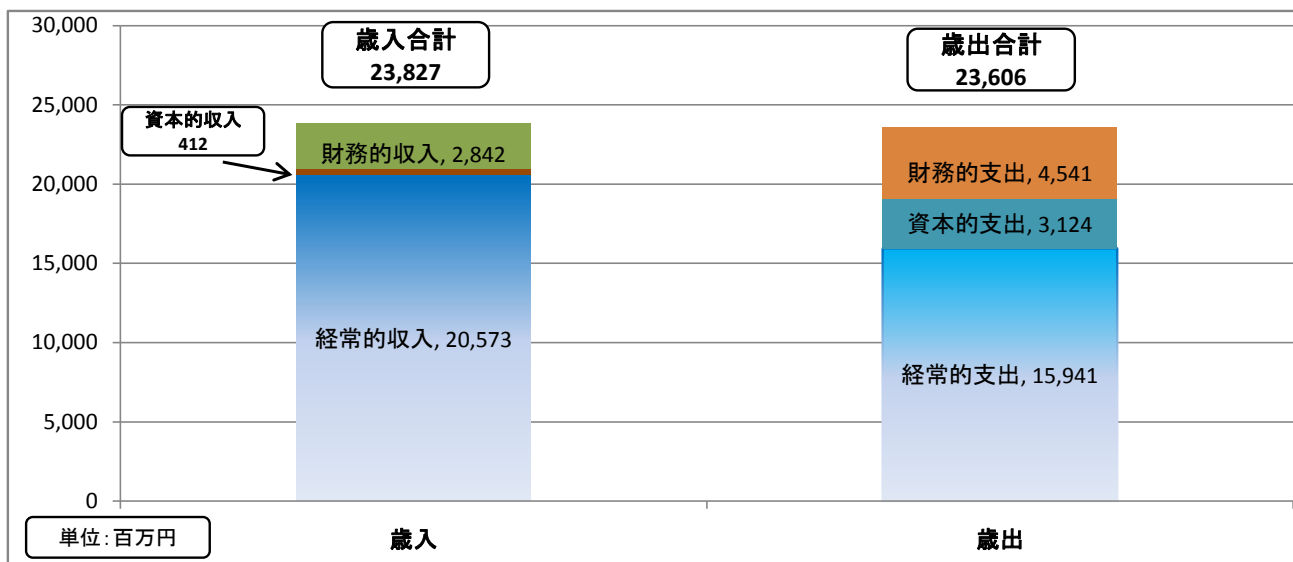 30,000
25,000
20,000
15,000
10,000
5,000
0
歳入合計
23,827
資本的収入
412
財務的収入, 2,842
経常的収入, 20,573
歳出合計
23,606
財務的支出, 4,541
資本的支出, 3,124
経常的支出, 15,941
単位:百万円
歳入
歳出